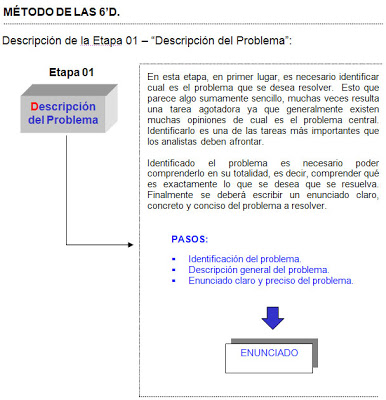 MÉTODO DE LAS 6’D.
Descripción de la Etapa 01 – “Descripción del Problema”:
Etapa 01
Descripción
del Problema
En esta etapa, en primer lugar, es necesario identificar
cual es el problema que se desea resolver. Esto que
parece algo sumamente sencillo, muchas veces resulta
una tarea agotadora ya que generalmente existen
muchas opiniones de cual es el problema central.
Identificarlo es una de las tareas más importantes que
los analistas deben afrontar.
Identificado el problema es necesario poder
comprenderlo en su totalidad, es decir, comprender qué
es exactamente lo que se desea que se resuelva.
Finalmente se deberá escribir un enunciado claro,
concreto y conciso del problema a resolver.
PASOS:
▪ Identificación del problema.
▪ Descripción general del problema.
▪ Enunciado claro y preciso del problema.
ENUNCIADO